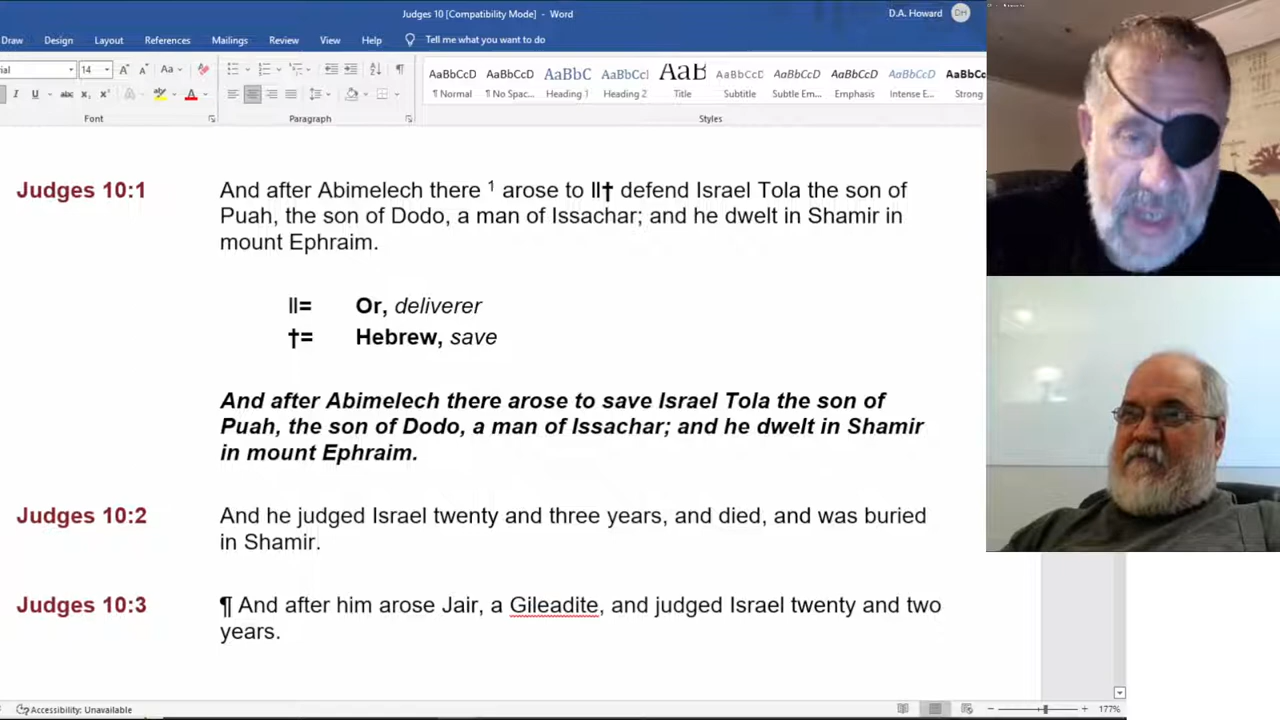 Judges 10 [Compatibility Mode] - Word
D.A. Howard DH
Draw Design Layout References Mailings Review View Help Tell me what you want to do
14 Aa
I U abc x₂ x² A
AaBbCcD AaBbCcD AaBbC AaBbCcI AaB AaBbCcD AaBbCcD AaBbCcD AaBbCcD AaBbCc
¶ Normal ¶ No Spac... Heading 1 Heading 2 Title Subtitle Subtle Em... Emphasis Intense E... Strong
Font Paragraph Styles
Judges 10:1 And after Abimelech there ¹ arose to ǁ† defend Israel Tola the son of
Puah, the son of Dodo, a man of Issachar; and he dwelt in Shamir in
mount Ephraim.
ǁ= Or, deliverer
†= Hebrew, save
And after Abimelech there arose to save Israel Tola the son of
Puah, the son of Dodo, a man of Issachar; and he dwelt in Shamir
in mount Ephraim.
Judges 10:2 And he judged Israel twenty and three years, and died, and was buried
in Shamir.
Judges 10:3 ¶ And after him arose Jair, a Gileadite, and judged Israel twenty and two
years.
Accessibility: Unavailable
177%